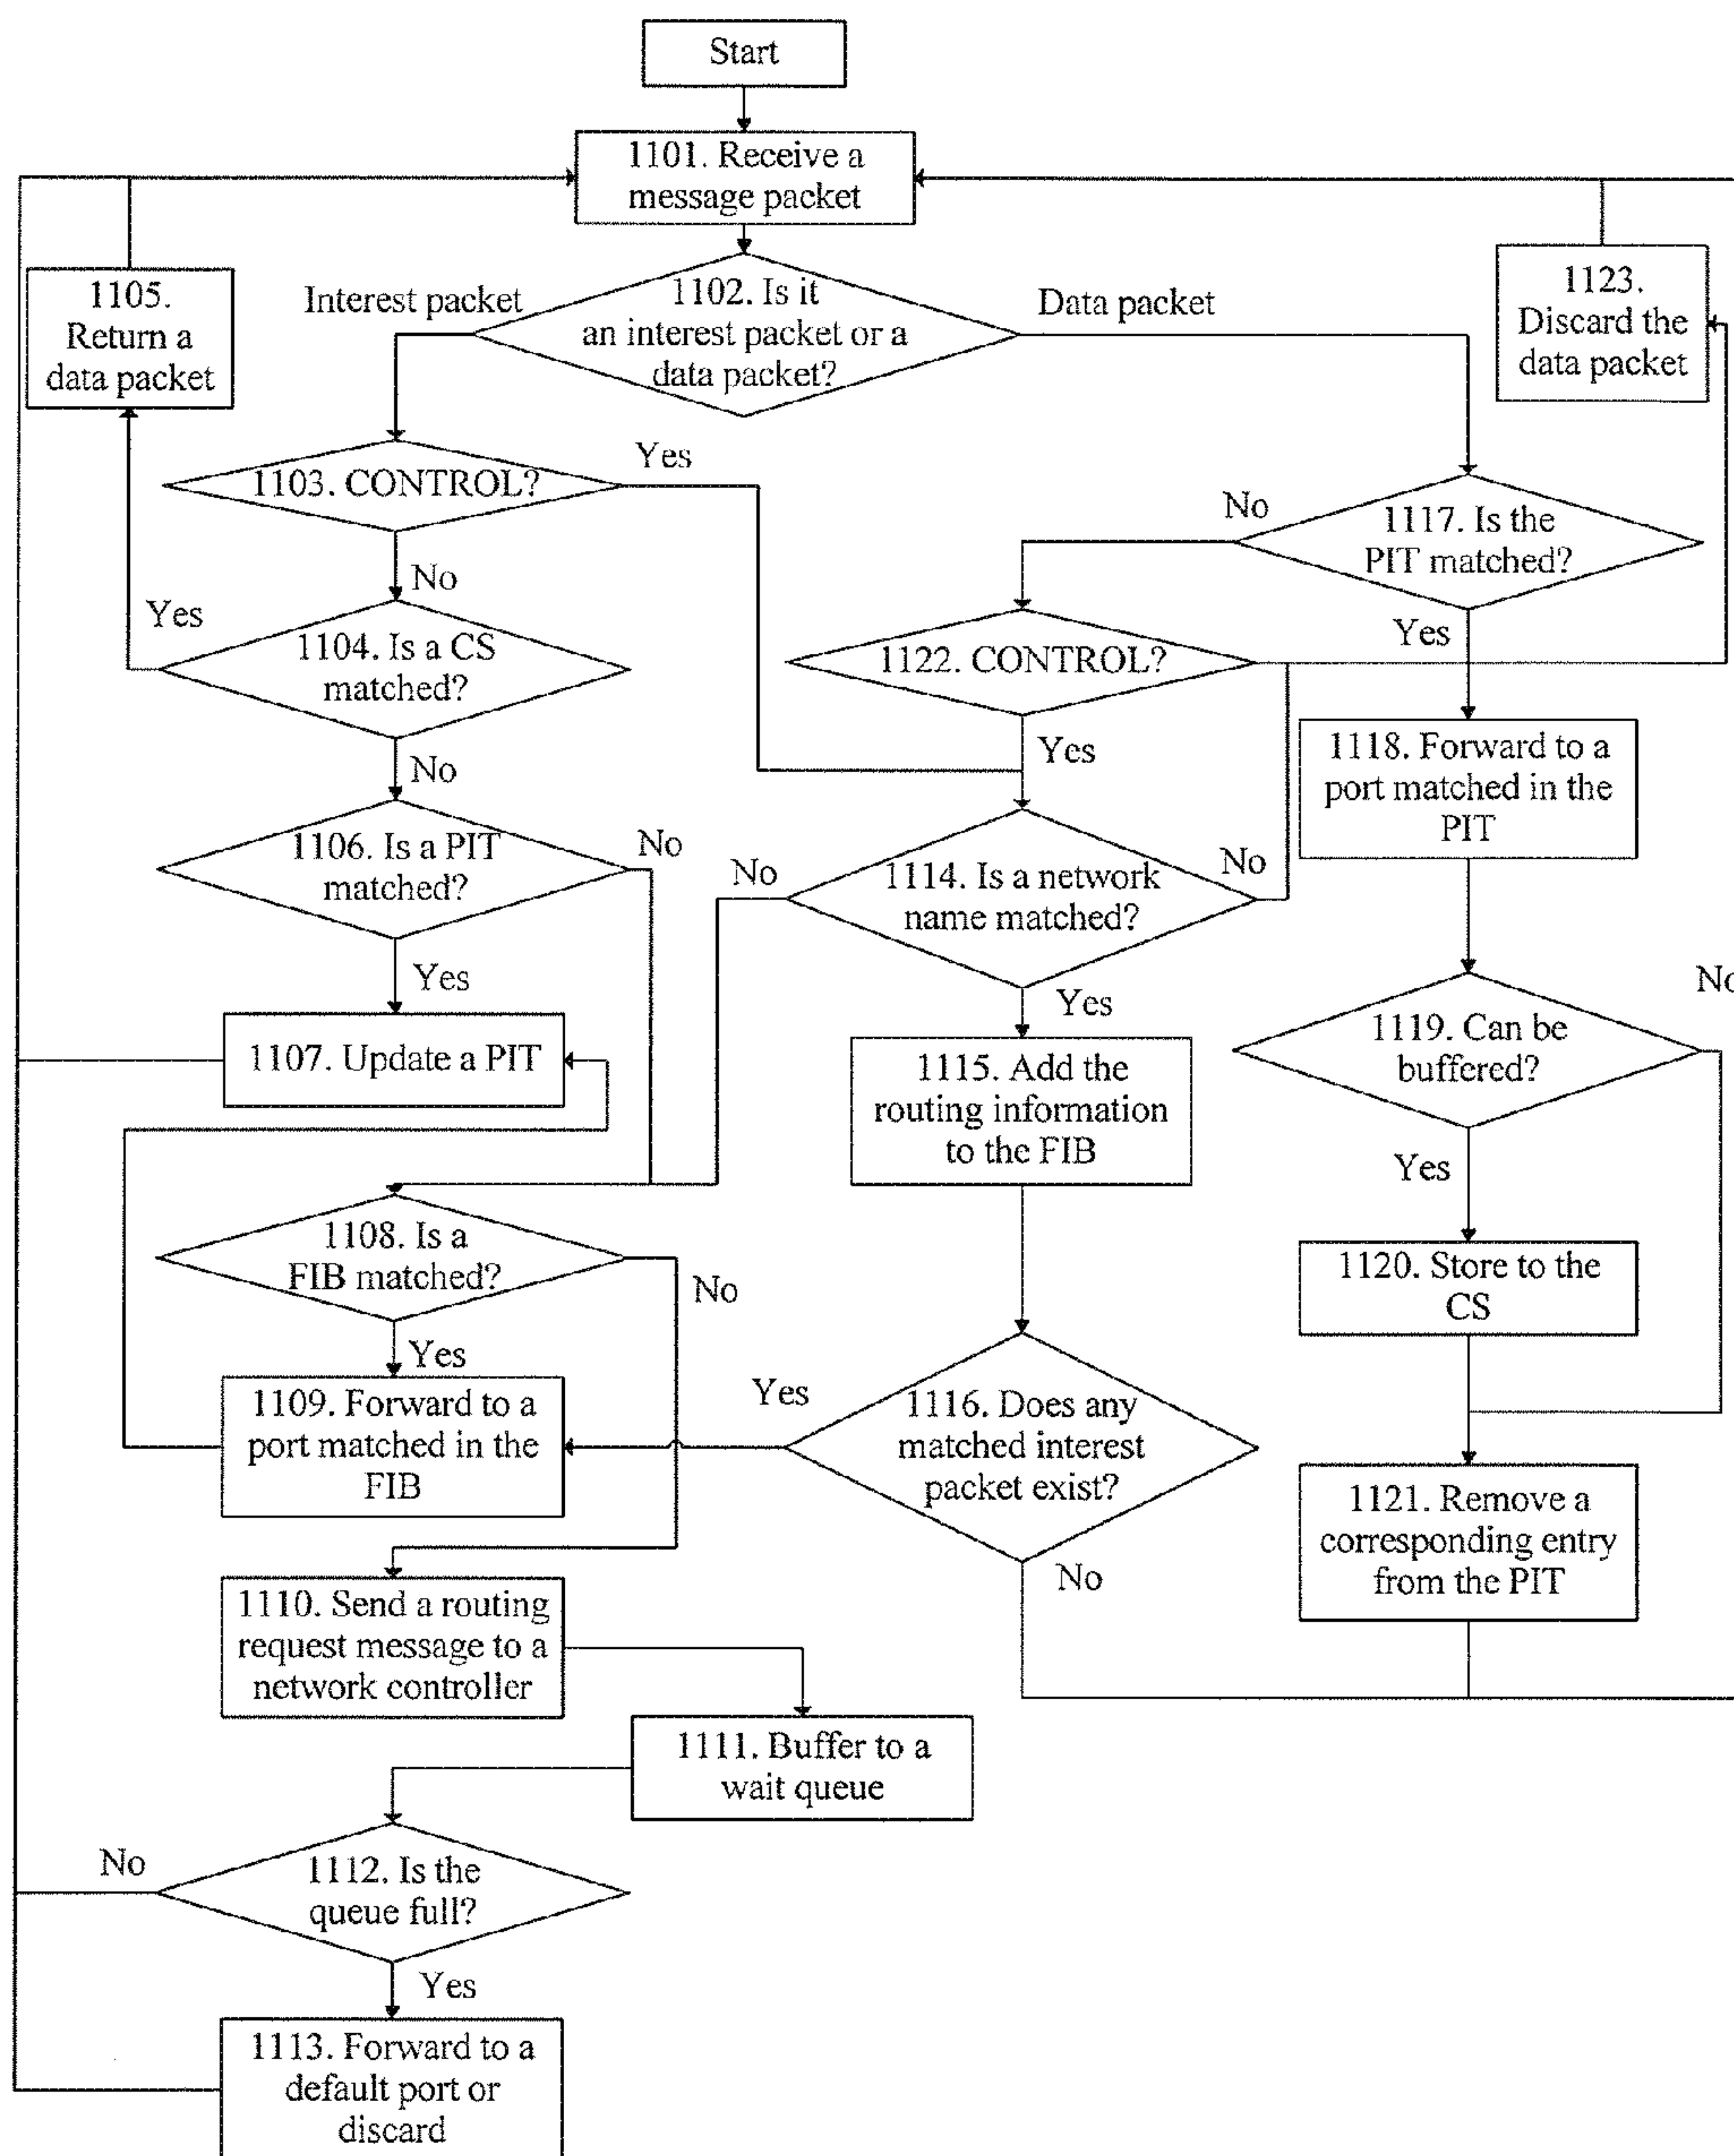 Start
1101. Receive a
message packet
1105.
Return a
data packet
Interest packet
1102. Is it
an interest packet or a
data packet?
Data packet
1123.
Discard the
data packet
1103. CONTROL?
Yes
No
1117. Is the
PIT matched?
No
Yes
1104. Is a CS
matched?
Yes
No
1122. CONTROL?
Yes
1118. Forward to a
port matched in the
PIT
1106. Is a PIT
matched?
No
Yes
No
1114. Is a network
name matched?
No
Yes
1107. Update a PIT
1115. Add the
routing information
to the FIB
1119. Can be
buffered?
No
Yes
1108. Is a
FIB matched?
No
Yes
1120. Store to the
CS
1109. Forward to a
port matched in the
FIB
Yes
1116. Does any
matched interest
packet exist?
No
1121. Remove a
corresponding entry
from the PIT
1110. Send a routing
request message to a
network controller
1111. Buffer to a
wait queue
No
1112. Is the
queue full?
Yes
1113. Forward to a
default port or
discard